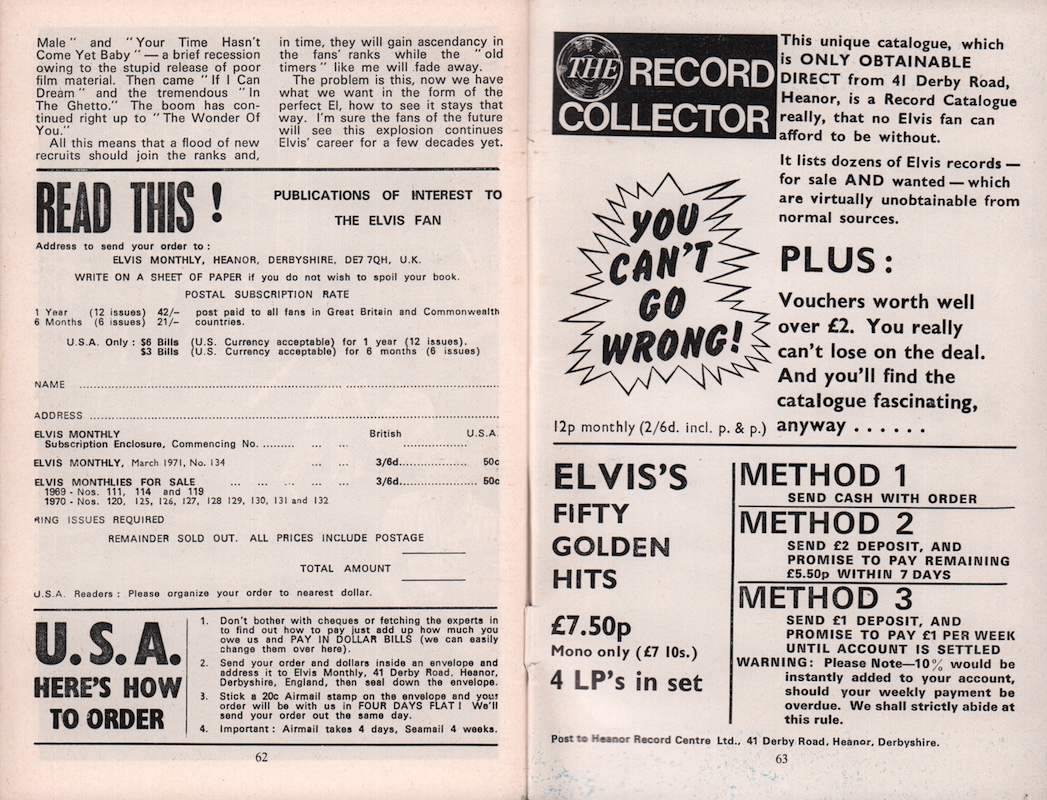 Male" and "Your Time Hasn't
Come Yet Baby" — a brief recession
owing to the stupid release of poor
film material. Then came "If I Can
Dream" and the tremendous "In
The Ghetto." The boom has con-
tinued right up to "The Wonder Of
You."
All this means that a flood of new
recruits should join the ranks and,
in time, they will gain ascendancy in
the fans' ranks while the "old
timers" like me will fade away.
The problem is this, now we have
what we want in the form of the
perfect El, how to see it stays that
way. I'm sure the fans of the future
will see this explosion continues
Elvis' career for a few decades yet.
READ THIS !
PUBLICATIONS OF INTEREST TO
THE ELVIS FAN
Address to send your order to :
ELVIS MONTHLY, HEANOR, DERBYSHIRE, DE7 7QH, U.K.
WRITE ON A SHEET OF PAPER if you do not wish to spoil your book.
POSTAL SUBSCRIPTION RATE
1 Year (12 issues) 42/– post paid to all fans in Great Britain and Commonwealth
6 Months (6 issues) 21/– countries.
U.S.A. Only : $6 Bills (U.S. Currency acceptable) for 1 year (12 issues).
$3 Bills (U.S. Currency acceptable) for 6 months (6 issues)
NAME
ADDRESS
ELVIS MONTHLY British U.S.A.
Subscription Enclosure, Commencing No. ......... ... ... ....................
ELVIS MONTHLY, March 1971, No. 134 ... ... 3/6d..................... 50c
ELVIS MONTHLIES FOR SALE ... ... ... ... ... 3/6d..................... 50c
1969 - Nos. 111, 114 and 119
1970 - Nos. 120, 125, 126, 127, 128 129, 130, 131 and 132
RING ISSUES REQUIRED
REMAINDER SOLD OUT. ALL PRICES INCLUDE POSTAGE
TOTAL AMOUNT
U.S.A. Readers : Please organize your order to nearest dollar.
U.S.A.
HERE'S HOW
TO ORDER
1. Don't bother with cheques or fetching the experts in
to find out how to pay just add up how much you
owe us and PAY IN DOLLAR BILLS (we can easily
change them over here).
2. Send your order and dollars inside an envelope and
address it to Elvis Monthly, 41 Derby Road, Heanor,
Derbyshire, England, then seal down the envelope.
3. Stick a 20c Airmail stamp on the envelope and your
order will be with us in FOUR DAYS FLAT! We'll
send your order out the same day.
4. Important : Airmail takes 4 days, Seamail 4 weeks.
62
THE RECORD
COLLECTOR
This unique catalogue, which
is ONLY OBTAINABLE
DIRECT from 41 Derby Road,
Heanor, is a Record Catalogue
really, that no Elvis fan can
afford to be without.
It lists dozens of Elvis records —
for sale AND wanted — which
are virtually unobtainable from
normal sources.
YOU
CAN'T
GO
WRONG!
PLUS :
Vouchers worth well
over £2. You really
can't lose on the deal.
And you'll find the
catalogue fascinating,
anyway . . . . . .
12p monthly (2/6d. incl. p. & p.)
ELVIS'S
FIFTY
GOLDEN
HITS
£7.50p
Mono only (£7 10s.)
4 LP's in set
METHOD 1
SEND CASH WITH ORDER
METHOD 2
SEND £2 DEPOSIT, AND
PROMISE TO PAY REMAINING
£5.50p WITHIN 7 DAYS
METHOD 3
SEND £1 DEPOSIT, AND
PROMISE TO PAY £1 PER WEEK
UNTIL ACCOUNT IS SETTLED
WARNING : Please Note—10% would be
instantly added to your account,
should your weekly payment be
overdue. We shall strictly abide at
this rule.
Post to Heanor Record Centre Ltd., 41 Derby Road, Heanor, Derbyshire.
63